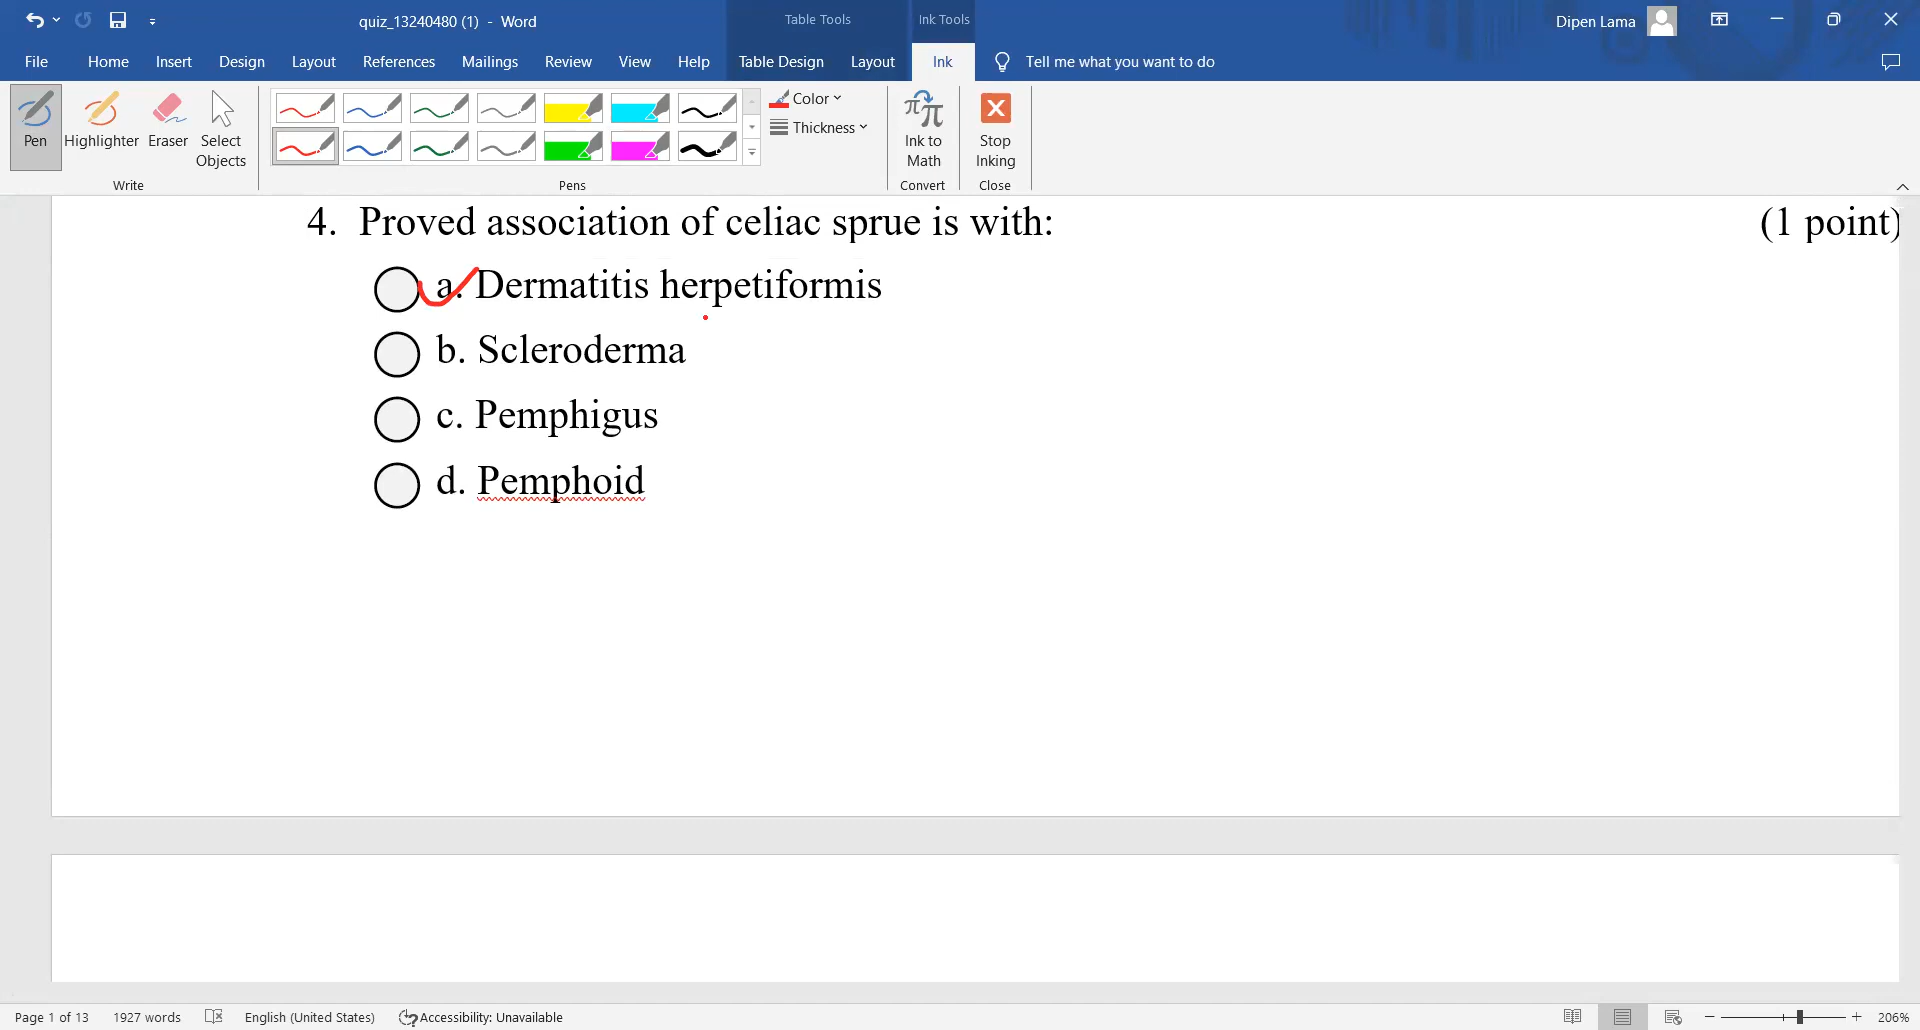 quiz_13240480 (1) - Word
Table Tools
Ink Tools
Dipen Lama
File Home Insert Design Layout References Mailings Review View Help Table Design Layout Ink Tell me what you want to do
Pen
Highlighter
Eraser
Select Objects
Color
Thickness
Ink to Math
Stop Inking
Write
Pens
Convert
Close
4. Proved association of celiac sprue is with: (1 point)
a. Dermatitis herpetiformis
b. Scleroderma
c. Pemphigus
d. Pemphoid
Page 1 of 13 1927 words English (United States) Accessibility: Unavailable 206%